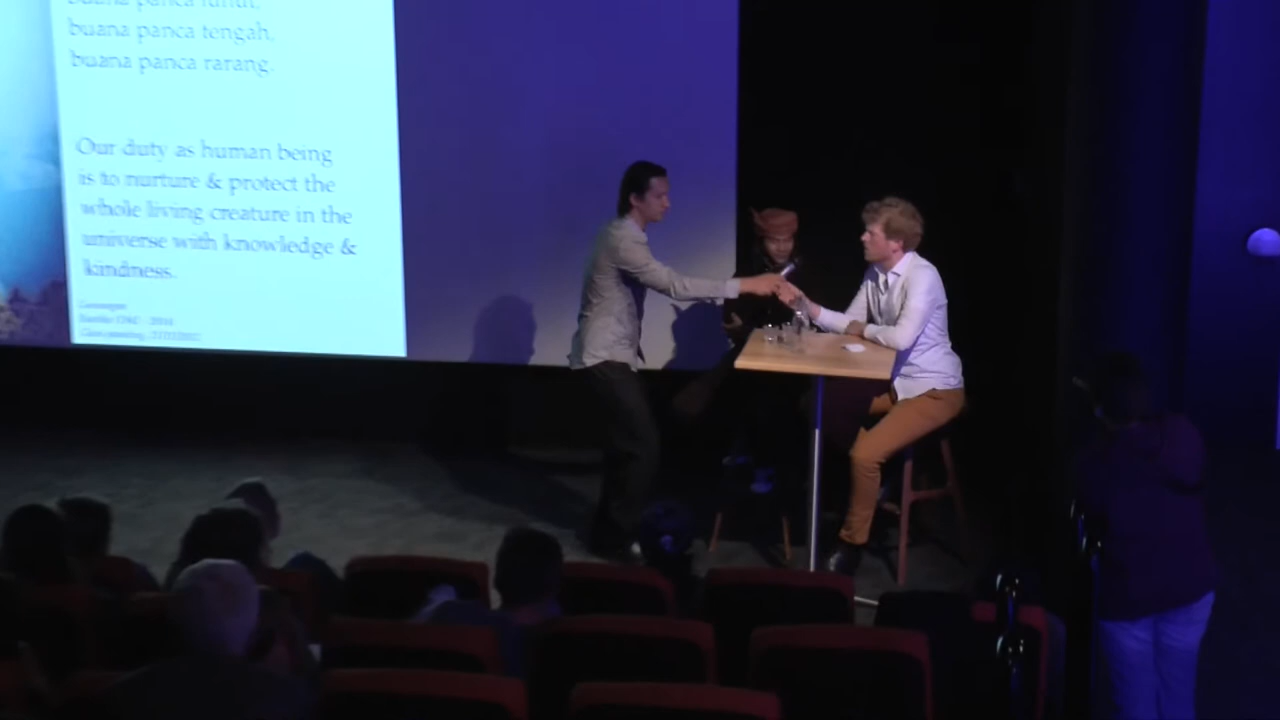 buana panca tengah,
buana panca rarang.
Our duty as human being
is to nurture & protect the
whole living creature in the
universe with knowledge &
kindness.